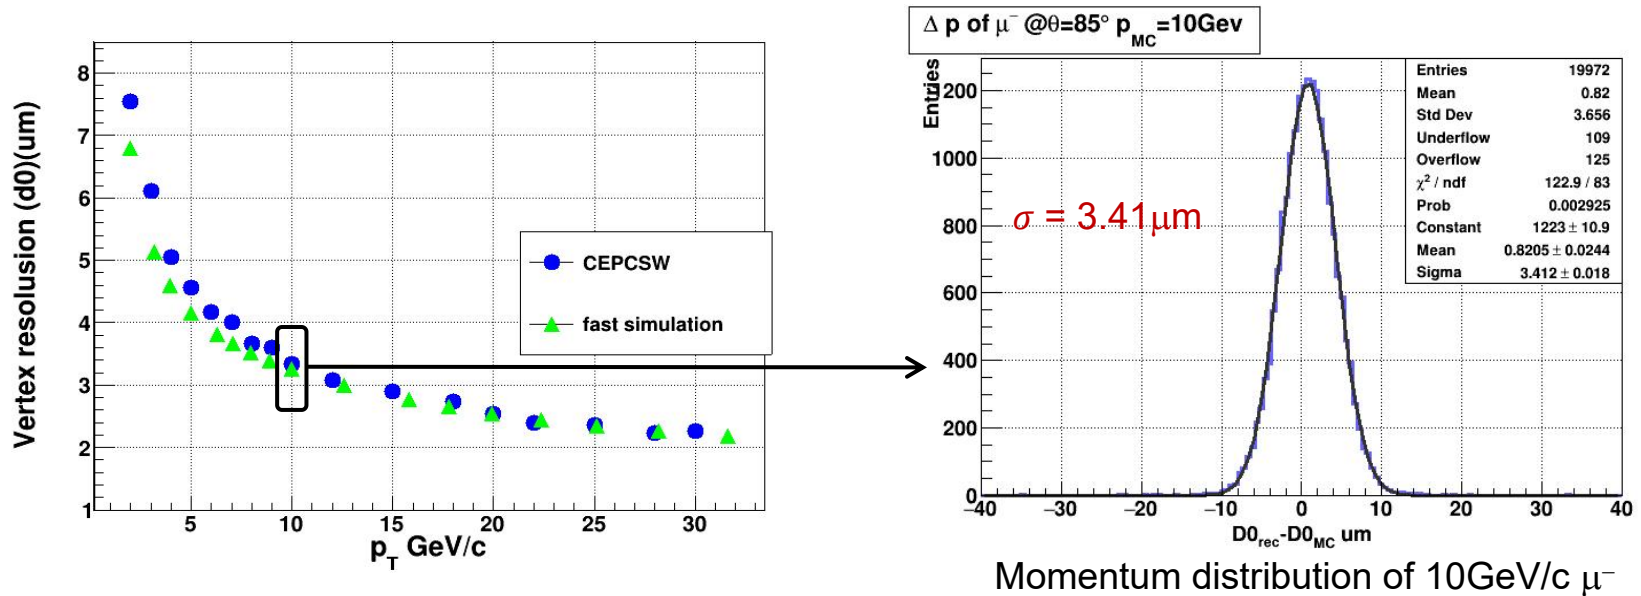 Vertex resolusion (d0)(um)
8
7
6
5
4
3
2
1
5 10 15 20 25 30
p_T GeV/c
CEPCSW
fast simulation
Δ p of μ⁻ @θ=85° p_MC=10Gev
Entries
1200
1000
800
600
400
200
0
−40 −30 −20 −10 0 10 20 30 40
D0_rec-D0_MC um
σ = 3.41μm
Entries 19972
Mean 0.82
Std Dev 3.656
Underflow 109
Overflow 125
χ² / ndf 122.9 / 83
Prob 0.002925
Constant 1223 ± 10.9
Mean 0.8205 ± 0.0244
Sigma 3.412 ± 0.018
Momentum distribution of 10GeV/c μ⁻